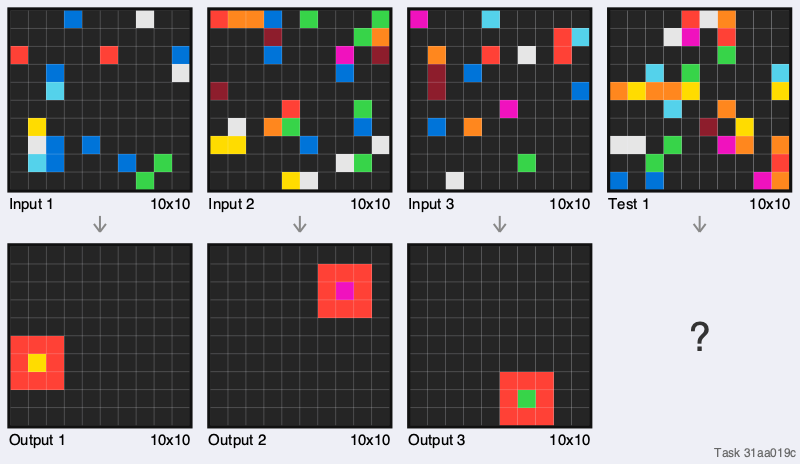 Input 1 10x10
Input 2 10x10
Input 3 10x10
Test 1 10x10
?
Output 1 10x10
Output 2 10x10
Output 3 10x10
Task 31aa019c